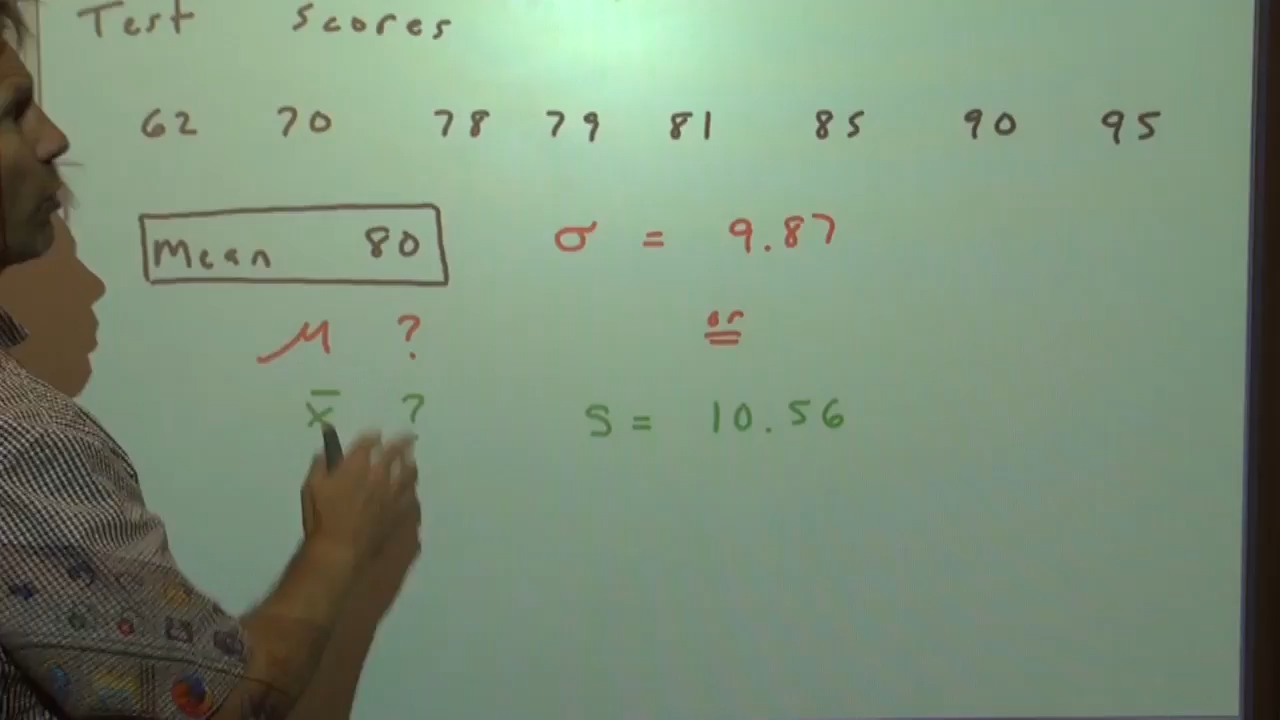 Test Scores
62 70 78 79 81 85 90 95
Mean 80 σ = 9.87
μ ? or
x̄ ? S = 10.56